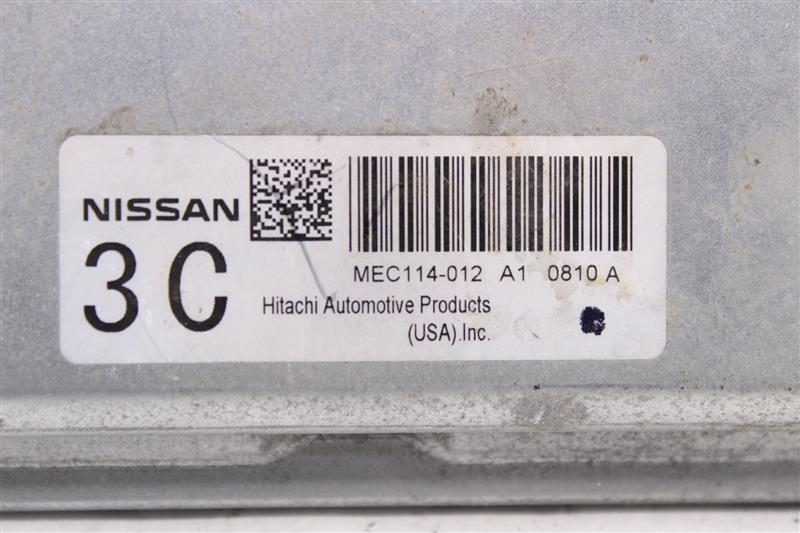 NISSAN
3C
MEC114-012 A1 0810 A
Hitachi Automotive Products
(USA).Inc.